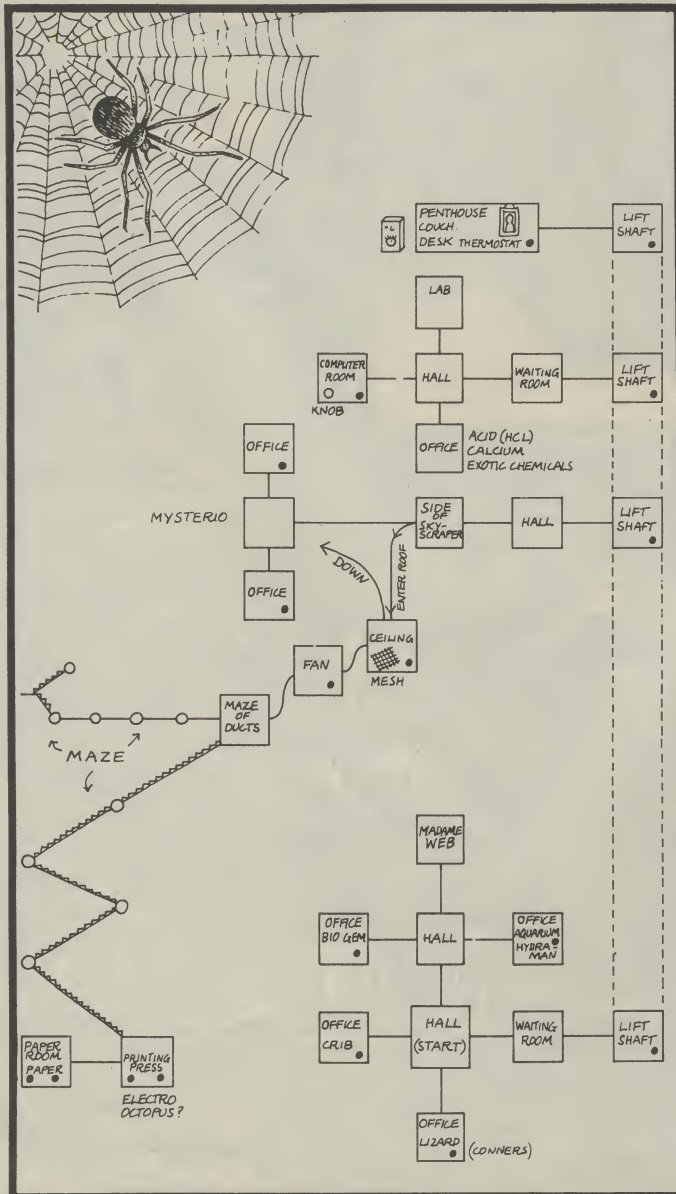 PENTHOUSE
COUCH.
DESK THERMOSTAT
LIFT
SHAFT
LAB
COMPUTER
ROOM
KNOB
HALL
WAITING
ROOM
LIFT
SHAFT
OFFICE
ACID (HCL)
CALCIUM
EXOTIC CHEMICALS
OFFICE
MYSTERIO
SIDE
OF
SKY-
SCRAPER
HALL
LIFT
SHAFT
OFFICE
DOWN
ENTER ROOF
CEILING
MESH
FAN
MAZE
OF
DUCTS
MAZE
MADAME
WEB
OFFICE
BIO GEM
HALL
OFFICE
AQUARIUM
HYDRA-
MAN
OFFICE
CRIB
HALL
(START)
WAITING
ROOM
LIFT
SHAFT
PAPER
ROOM
PAPER
PRINTING
PRESS
ELECTRO
OCTOPUS?
OFFICE
LIZARD
(CONNERS)